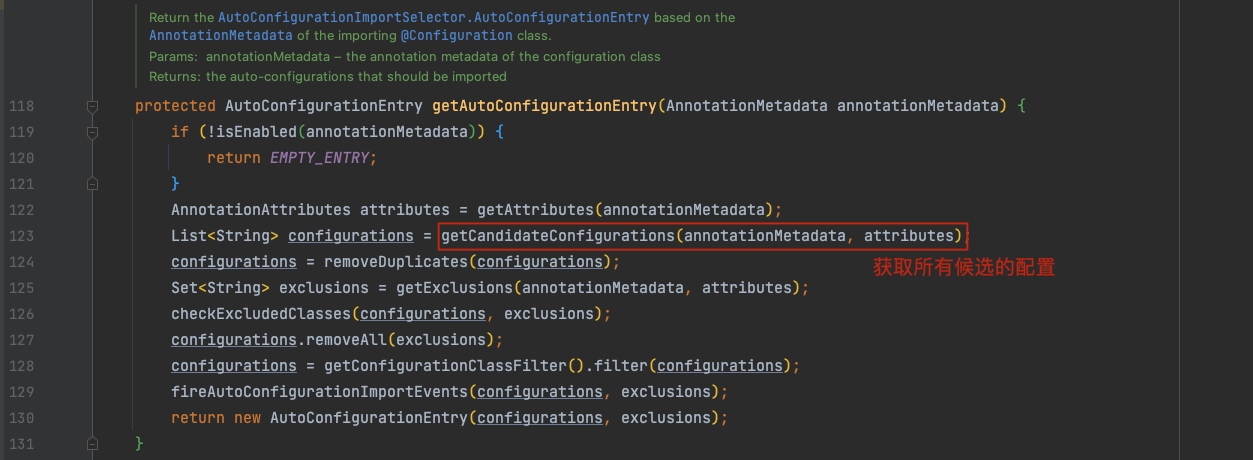 Return the AutoConfigurationImportSelector.AutoConfigurationEntry based on the
AnnotationMetadata of the importing @Configuration class.
Params: annotationMetadata – the annotation metadata of the configuration class
Returns: the auto-configurations that should be imported
118 protected AutoConfigurationEntry getAutoConfigurationEntry(AnnotationMetadata annotationMetadata) {
119 if (!isEnabled(annotationMetadata)) {
120 return EMPTY_ENTRY;
121 }
122 AnnotationAttributes attributes = getAttributes(annotationMetadata);
123 List<String> configurations = getCandidateConfigurations(annotationMetadata, attributes);
124 configurations = removeDuplicates(configurations);
获取所有候选的配置
125 Set<String> exclusions = getExclusions(annotationMetadata, attributes);
126 checkExcludedClasses(configurations, exclusions);
127 configurations.removeAll(exclusions);
128 configurations = getConfigurationClassFilter().filter(configurations);
129 fireAutoConfigurationImportEvents(configurations, exclusions);
130 return new AutoConfigurationEntry(configurations, exclusions);
131 }